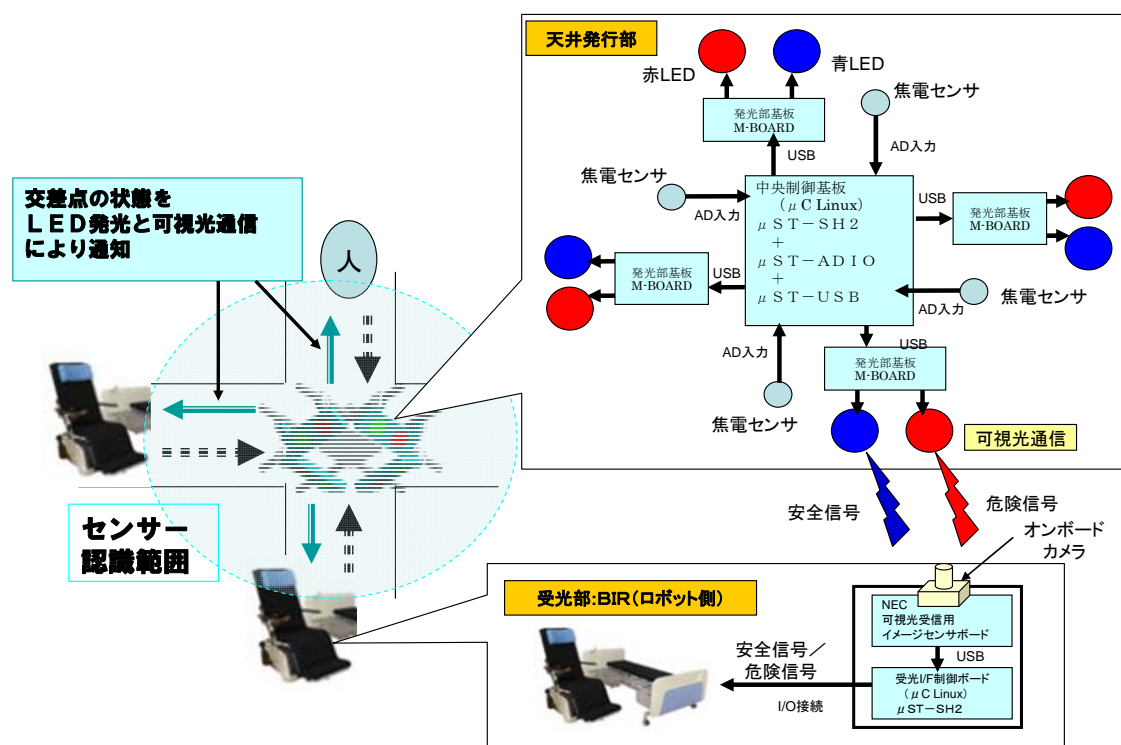 天井発行部
赤LED
青LED
焦電センサ
発光部基板
M-BOARD
USB
AD入力
焦電センサ
AD入力
中央制御基板
(μC Linux)
μST－SH2
＋
μST－ADIO
＋
μST－USB
USB
発光部基板
M-BOARD
発光部基板
M-BOARD
USB
焦電センサ
AD入力
AD入力
焦電センサ
USB
発光部基板
M-BOARD
可視光通信
安全信号
危険信号
オンボード
カメラ
交差点の状態を
ＬＥＤ発光と可視光通信
により通知
人
センサー
認識範囲
受光部:BIR(ロボット側)
NEC
可視光受信用
イメージセンサボード
USB
受光I/F制御ボード
(μC Linux)
μST－SH2
安全信号／
危険信号
I/O接続